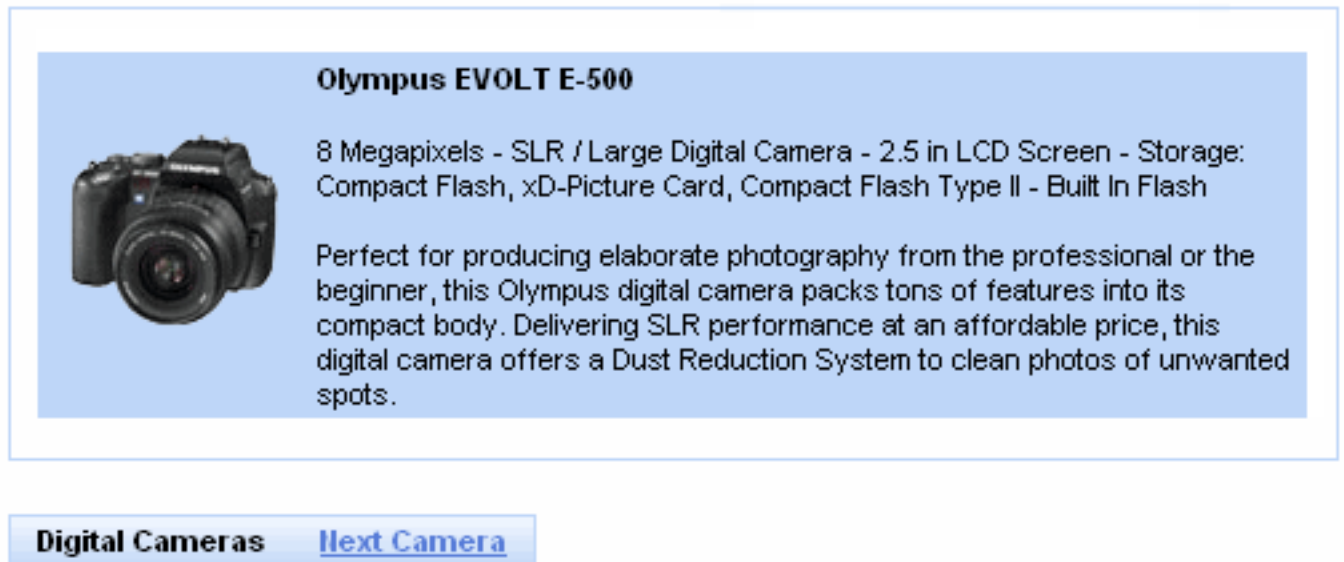 Olympus EVOLT E-500
8 Megapixels - SLR / Large Digital Camera - 2.5 in LCD Screen - Storage:
Compact Flash, xD-Picture Card, Compact Flash Type II - Built In Flash
Perfect for producing elaborate photography from the professional or the
beginner, this Olympus digital camera packs tons of features into its
compact body. Delivering SLR performance at an affordable price, this
digital camera offers a Dust Reduction System to clean photos of unwanted
spots.
OLYMPUS
Digital Cameras Next Camera